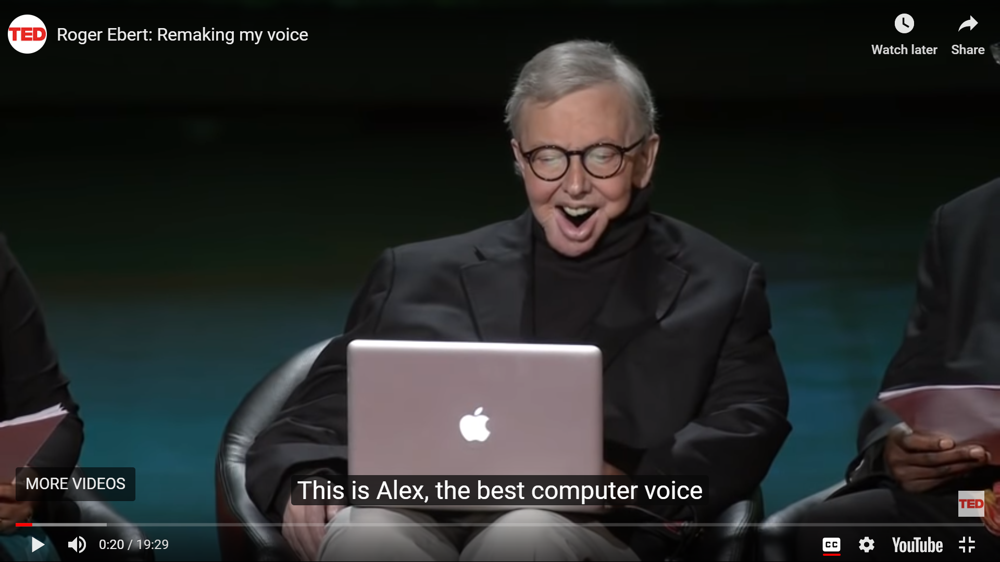 TED
Roger Ebert: Remaking my voice
Watch later
Share
MORE VIDEOS
This is Alex, the best computer voice
TED
0:20 / 19:29
CC
YouTube